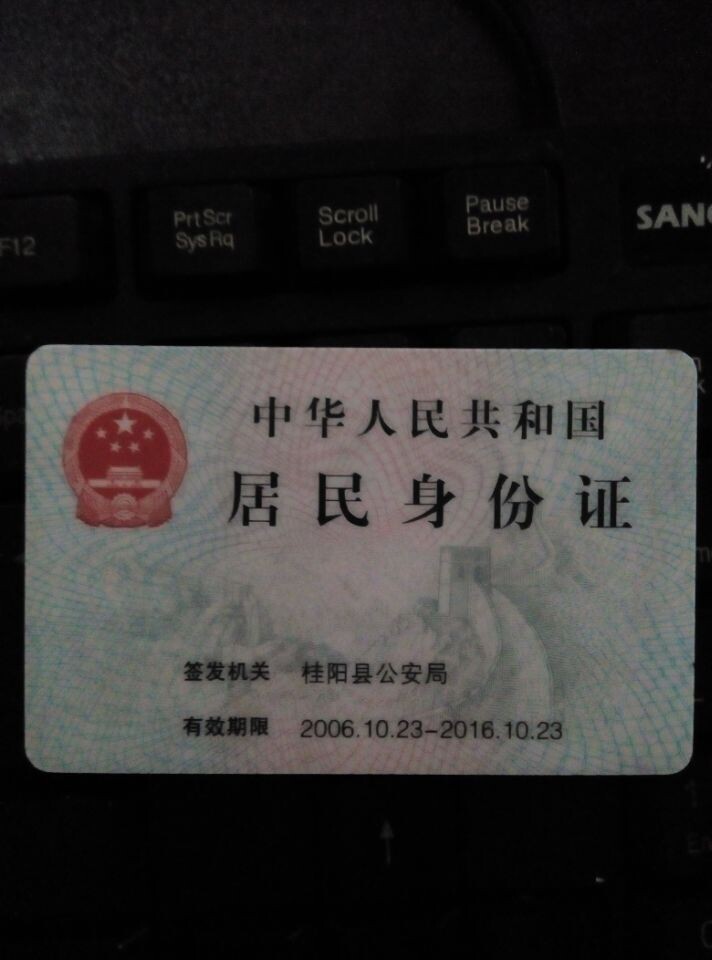 F12
PrtScr
SysRq
Scroll
Lock
Pause
Break
中华人民共和国
居民身份证
签发机关 桂阳县公安局
有效期限 2006.10.23-2016.10.23